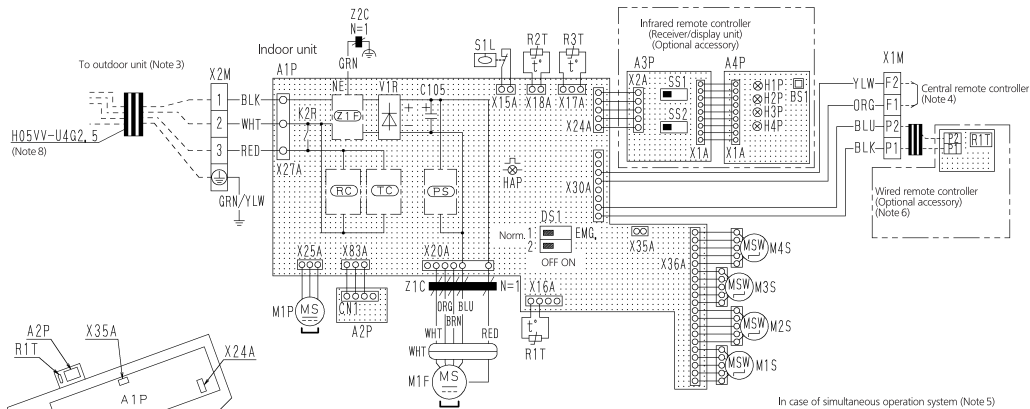 Z2C
N=1
GRN
Indoor unit
A1P
To outdoor unit (Note 3)
X2M
1
BLK
2
WHT
3
RED
GRN/YLW
H05VV-U4G2,5
(Note 8)
X27A
K2R
NE
Z1F
V1R
C105
RC
TC
PS
S1L
X15A
R2T
t°
X18A
R3T
t°
X17A
HAP
Infrared remote controller
(Receiver/display unit)
(Optional accessory)
A3P
X2A
SS1
SS2
X1A
X24A
A4P
H1P
H2P
H3P
H4P
BS1
X1A
X1M
YLW
F2
ORG
F1
BLU
P2
BLK
P1
Central remote controller
(Note 4)
P2
P1
R1T
Wired remote controller
(Optional accessory)
(Note 6)
X30A
DS1
Norm.
1
2
EMG.
OFF ON
X35A
X36A
MSW
M4S
MSW
M3S
MSW
M2S
MSW
M1S
X25A
X83A
X20A
MS
M1P
CN1
A2P
Z1C
N=1
WHT
ORG
BRN
BLU
RED
WHT
MS
M1F
X16A
t°
R1T
A2P
X35A
R1T
X24A
A1P
In case of simultaneous operation system (Note 5)